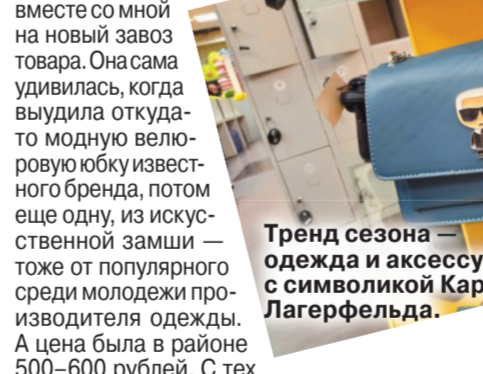 вместе со мной
на новый завоз
товара. Она сама
удивилась, когда
выудила откуда-
то модную велю-
ровую юбку извест-
ного бренда, потом
еще одну, из искус-
ственной замши —
тоже от популярного
среди молодежи про-
изводителя одежды.
А цена была в районе
500–600 рублей. С тех
Тренд сезона —
одежда и аксессу
с символикой Кар
Лагерфельда.